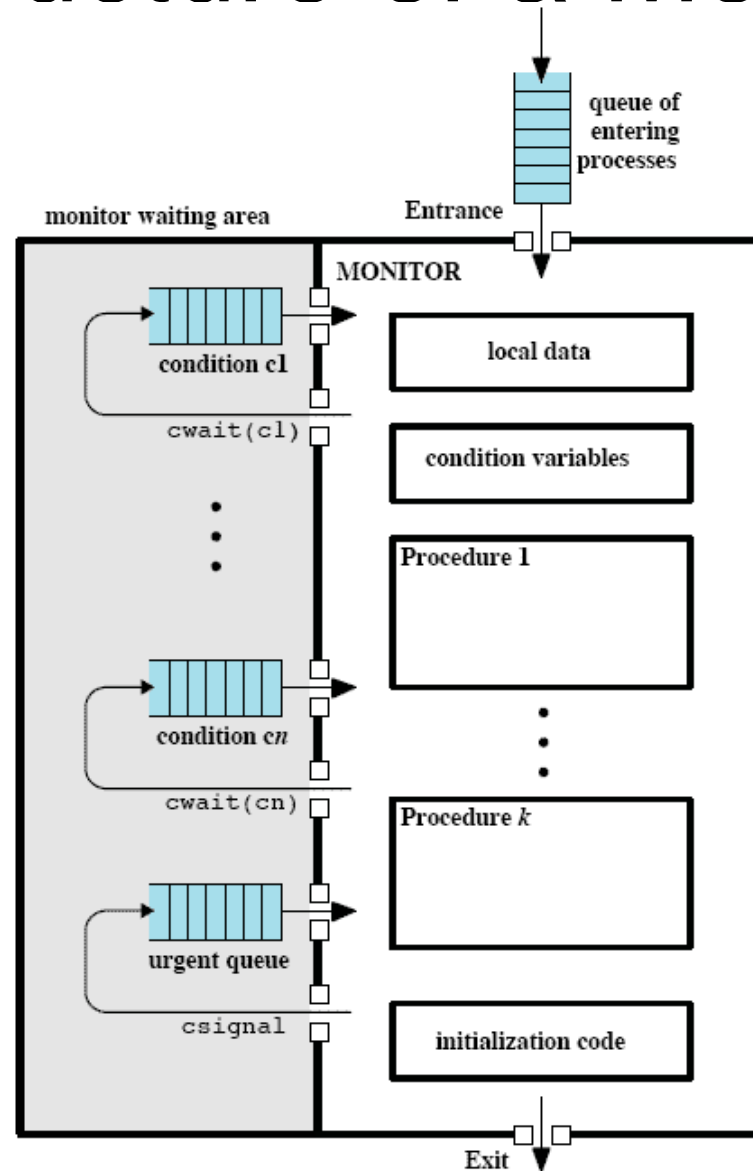 queue of
entering
processes
Entrance
monitor waiting area
MONITOR
condition c1
local data
cwait(c1)
condition variables
Procedure 1
condition cn
cwait(cn)
Procedure k
urgent queue
csignal
initialization code
Exit